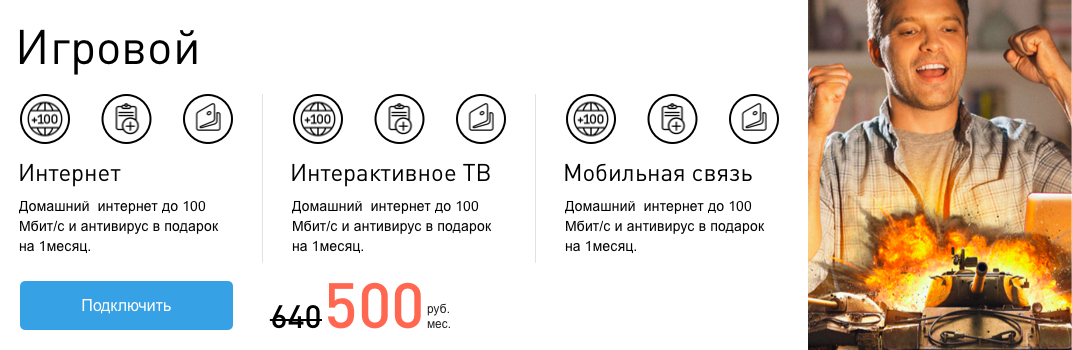 Игровой
+100
Интернет
Домашний интернет до 100
Мбит/с и антивирус в подарок
на 1месяц.
+100
Интерактивное ТВ
Домашний интернет до 100
Мбит/с и антивирус в подарок
на 1месяц.
+100
Мобильная связь
Домашний интернет до 100
Мбит/с и антивирус в подарок
на 1месяц.
Подключить
640 500 руб.
мес.